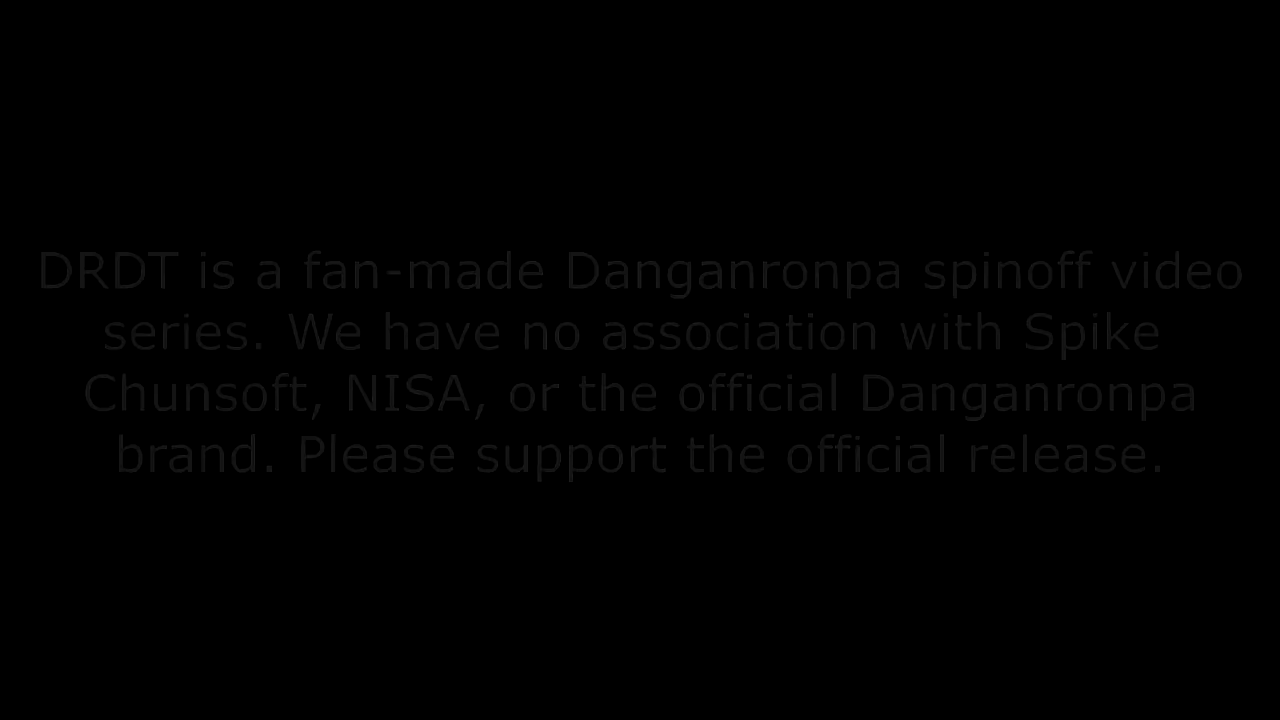 DRDT is a fan-made Danganronpa spinoff video
series. We have no association with Spike
Chunsoft, NISA, or the official Danganronpa
brand. Please support the official release.